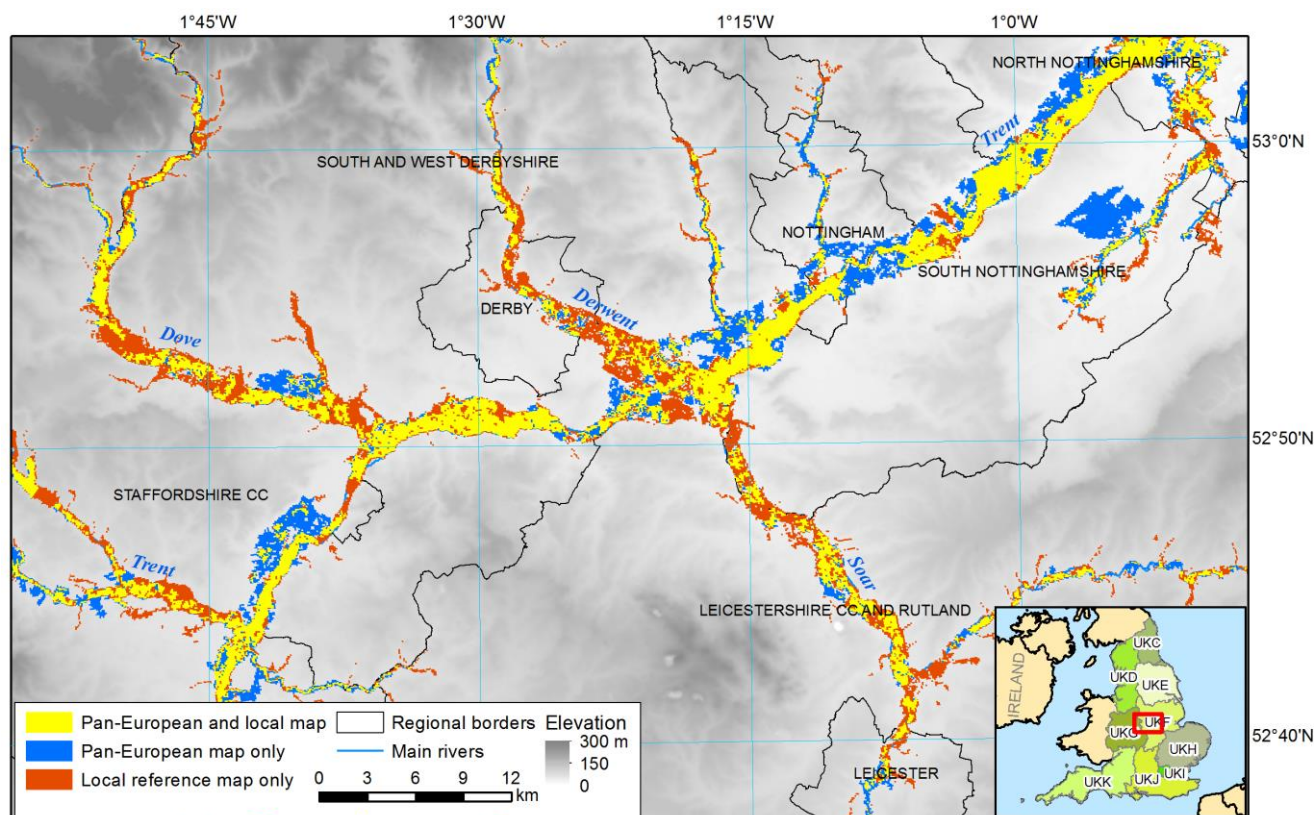 1°45'W 1°30'W 1°15'W 1°0'W
NORTH NOTTINGHAMSHIRE
Trent
53°0'N
SOUTH AND WEST DERBYSHIRE
NOTTINGHAM
SOUTH NOTTINGHAMSHIRE
DERBY
Derwent
Dove
52°50'N
STAFFORDSHIRE CC
Trent
Soar
LEICESTERSHIRE CC AND RUTLAND
LEICESTER
52°40'N
Pan-European and local map
Pan-European map only
Local reference map only
Regional borders
Main rivers
0 3 6 9 12
km
Elevation
300 m
150
0
IRELAND
UKC
UKD
UKE
UKF
UKG
UKH
UKI
UKJ
UKK